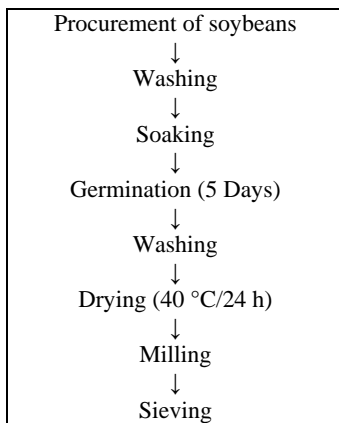 Procurement of soybeans
↓
Washing
↓
Soaking
↓
Germination (5 Days)
↓
Washing
↓
Drying (40 °C/24 h)
↓
Milling
↓
Sieving